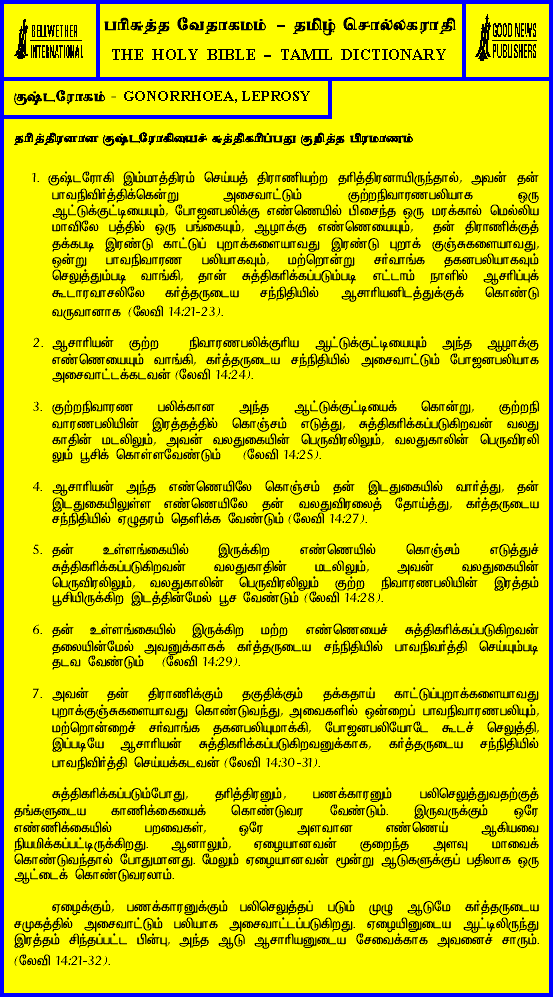 BELLWETHER
INTERNATIONAL
பரிசுத்த வேதாகமம் – தமிழ் சொல்லகராதி
THE HOLY BIBLE – TAMIL DICTIONARY
GOOD NEWS
PUBLISHERS
குஷ்டரோகம் - GONORRHOEA, LEPROSY
தரித்திரனான குஷ்டரோகியைச் சுத்திகரிப்பது குறித்த பிரமாணம்
1. குஷ்டரோகி இம்மாத்திரம் செய்யத் திராணியற்ற தரித்திரனாயிருந்தால், அவன் தன்
பாவநிவிர்த்திக்கென்று அசைவாட்டும் குற்றநிவாரணபலியாக ஒரு
ஆட்டுக்குட்டியையும், போஜனபலிக்கு எண்ணெயில் பிசைந்த ஒரு மரக்கால் மெல்லிய
மாவிலே பத்தில் ஒரு பங்கையும், ஆழாக்கு எண்ணெயையும், தன் திராணிக்குத்
தக்கபடி இரண்டு காட்டுப் புறாக்களையாவது இரண்டு புறாக் குஞ்சுகளையாவது,
ஒன்று பாவநிவாரண பலியாகவும், மற்றொன்று சர்வாங்க தகனபலியாகவும்
செலுத்தும்படி வாங்கி, தான் சுத்திகரிக்கப்படும்படி எட்டாம் நாளில் ஆசரிப்புக்
கூடாரவாசலிலே கர்த்தருடைய சந்நிதியில் ஆசாரியனிடத்துக்குக் கொண்டு
வருவானாக (லேவி 14:21-23).
2. ஆசாரியன் குற்ற நிவாரணபலிக்குரிய ஆட்டுக்குட்டியையும் அந்த ஆழாக்கு
எண்ணெயையும் வாங்கி, கர்த்தருடைய சந்நிதியில் அசைவாட்டும் போஜனபலியாக
அசைவாட்டக்கடவன் (லேவி 14:24).
3. குற்றநிவாரண பலிக்கான அந்த ஆட்டுக்குட்டியைக் கொன்று, குற்றநி
வாரணபலியின் இரத்தத்தில் கொஞ்சம் எடுத்து, சுத்திகரிக்கப்படுகிறவன் வலது
காதின் மடலிலும், அவன் வலதுகையின் பெருவிரலிலும், வலதுகாலின் பெருவிரலி
லும் பூசிக் கொள்ளவேண்டும் (லேவி 14:25).
4. ஆசாரியன் அந்த எண்ணெயிலே கொஞ்சம் தன் இடதுகையில் வார்த்து, தன்
இடதுகையிலுள்ள எண்ணெயிலே தன் வலதுவிரலைத் தோய்த்து, கர்த்தருடைய
சந்நிதியில் ஏழுதரம் தெளிக்க வேண்டும் (லேவி 14:27).
5. தன் உள்ளங்கையில் இருக்கிற எண்ணெயில் கொஞ்சம் எடுத்துச்
சுத்திகரிக்கப்படுகிறவன் வலதுகாதின் மடலிலும், அவன் வலதுகையின்
பெருவிரலிலும், வலதுகாலின் பெருவிரலிலும் குற்ற நிவாரணபலியின் இரத்தம்
பூசியிருக்கிற இடத்தின்மேல் பூச வேண்டும் (லேவி 14:28).
6. தன் உள்ளங்கையில் இருக்கிற மற்ற எண்ணெயைச் சுத்திகரிக்கப்படுகிறவன்
தலையின்மேல் அவனுக்காகக் கர்த்தருடைய சந்நிதியில் பாவநிவர்த்தி செய்யும்படி
தடவ வேண்டும் (லேவி 14:29).
7. அவன் தன் திராணிக்கும் தகுதிக்கும் தக்கதாய் காட்டுப்புறாக்களையாவது
புறாக்குஞ்சுகளையாவது கொண்டுவந்து, அவைகளில் ஒன்றைப் பாவநிவாரணபலியும்,
மற்றொன்றைச் சர்வாங்க தகனபலியுமாக்கி, போஜனபலியோடே கூடச் செலுத்தி,
இப்படியே ஆசாரியன் சுத்திகரிக்கப்படுகிறவனுக்காக, கர்த்தருடைய சந்நிதியில்
பாவநிவிர்த்தி செய்யக்கடவன் (லேவி 14:30-31).
சுத்திகரிக்கப்படும்போது, தரித்திரனும், பணக்காரனும் பலிசெலுத்துவதற்குத்
தங்களுடைய காணிக்கையைக் கொண்டுவர வேண்டும். இருவருக்கும் ஒரே
எண்ணிக்கையில் பறவைகள், ஒரே அளவான எண்ணெய் ஆகியவை
நியமிக்கப்பட்டிருக்கிறது. ஆனாலும், ஏழையானவன் குறைந்த அளவு மாவைக்
கொண்டுவந்தால் போதுமானது. மேலும் ஏழையானவன் மூன்று ஆடுகளுக்குப் பதிலாக ஒரு
ஆட்டைக் கொண்டுவரலாம்.
ஏழைக்கும், பணக்காரனுக்கும் பலிசெலுத்தப் படும் முழு ஆடுமே கர்த்தருடைய
சமுகத்தில் அசைவாட்டும் பலியாக அசைவாட்டப்படுகிறது. ஏழையினுடைய ஆட்டிலிருந்து
இரத்தம் சிந்தப்பட்ட பின்பு, அந்த ஆடு ஆசாரியனுடைய சேவைக்காக அவனைச் சாரும்.
(லேவி 14:21-32).